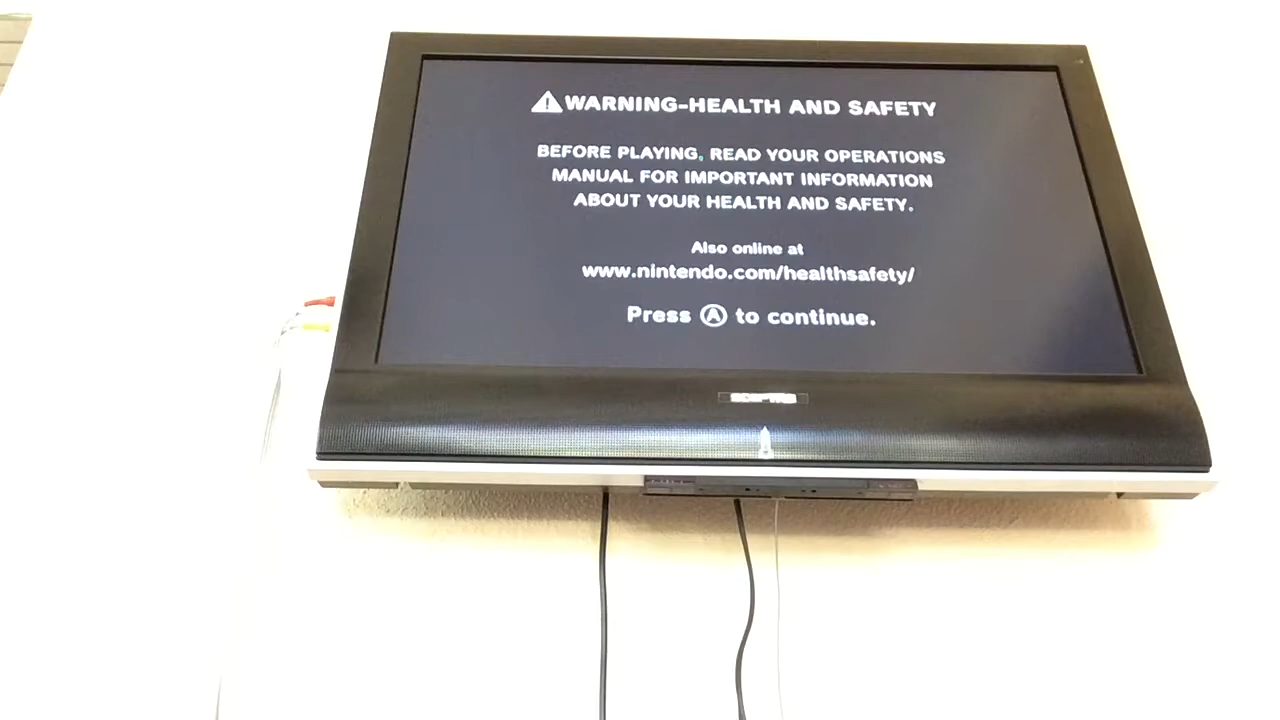 WARNING-HEALTH AND SAFETY
BEFORE PLAYING, READ YOUR OPERATIONS
MANUAL FOR IMPORTANT INFORMATION
ABOUT YOUR HEALTH AND SAFETY.
Also online at
www.nintendo.com/healthsafety/
Press A to continue.
SCEPTRE